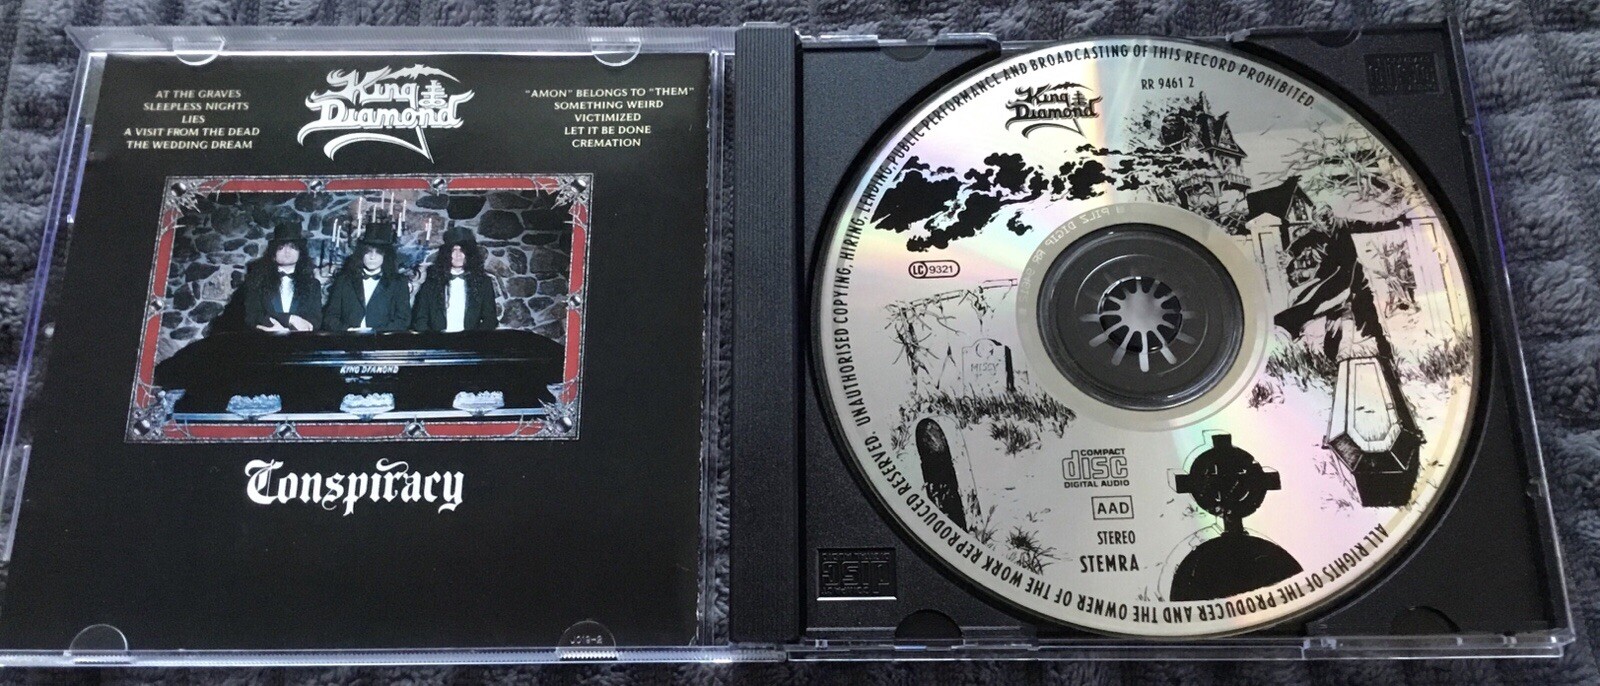 AT THE GRAVES
SLEEPLESS NIGHTS
LIES
A VISIT FROM THE DEAD
THE WEDDING DREAM
King
Diamond
"AMON" BELONGS TO "THEM"
SOMETHING WEIRD
VICTIMIZED
LET IT BE DONE
CREMATION
KING DIAMOND
Conspiracy
J019-2
ALL RIGHTS OF THE PRODUCER AND THE OWNER OF THE WORK REPRODUCED RESERVED. UNAUTHORISED COPYING, HIRING, LENDING, PUBLIC PERFORMANCE AND BROADCASTING OF THIS RECORD PROHIBITED.
King
Diamond
RR 9461 2
LC 9321
MISSY
COMPACT
disc
DIGITAL AUDIO
AAD
STEREO
STEMRA